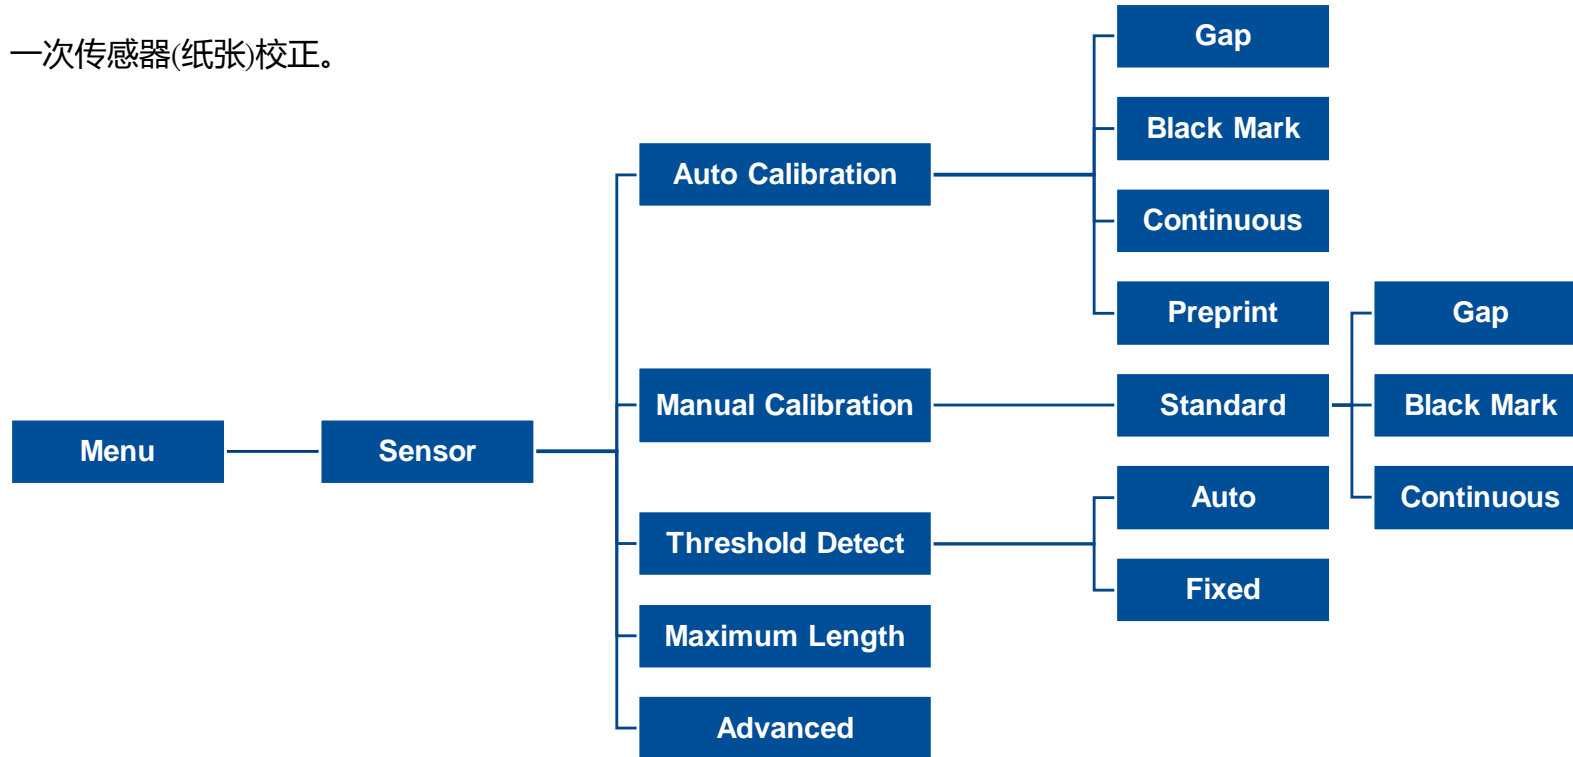 一次传感器(纸张)校正。
Menu
Sensor
Auto Calibration
Gap
Black Mark
Continuous
Preprint
Manual Calibration
Standard
Gap
Black Mark
Continuous
Threshold Detect
Auto
Fixed
Maximum Length
Advanced